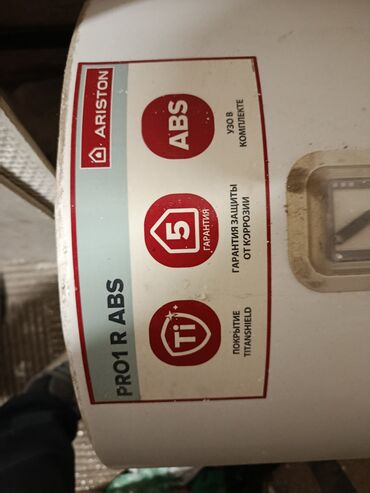 ARISTON
PRO1 R ABS
ABS
УЗО В
КОМПЛЕКТЕ
5
ГАРАНТИЯ
ГАРАНТИЯ ЗАЩИТЫ
ОТ КОРРОЗИИ
Ti
ПОКРЫТИЕ
TITANSHIELD